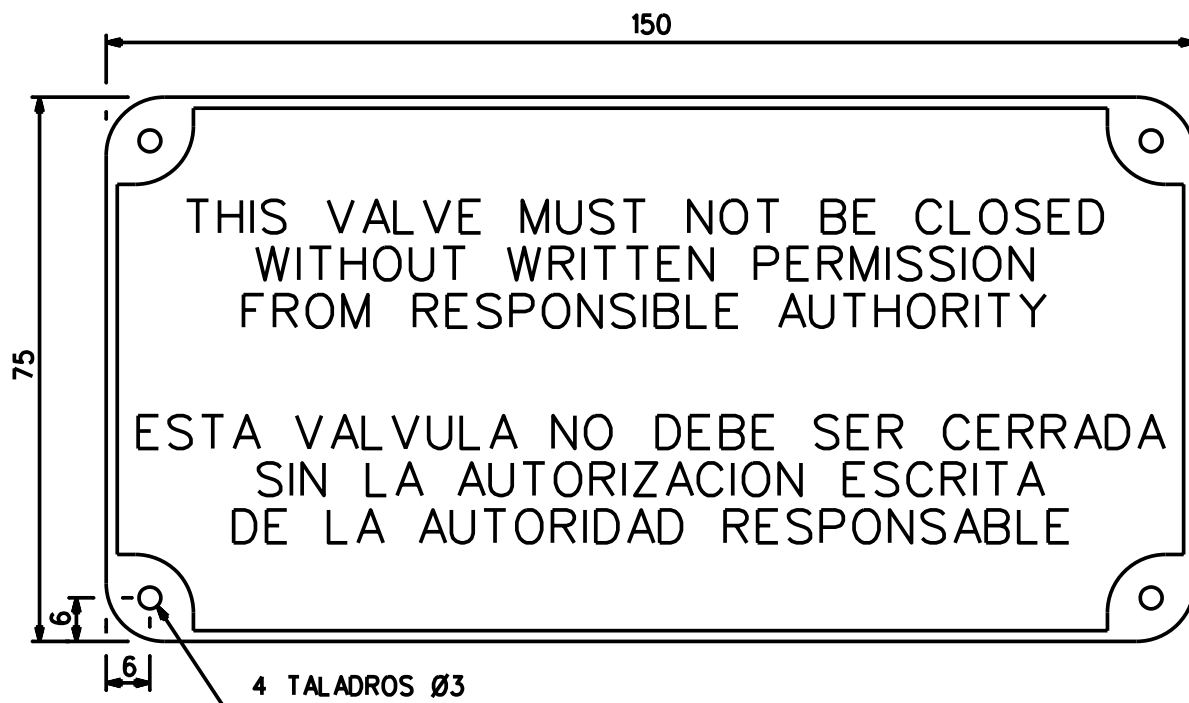 150
75
THIS VALVE MUST NOT BE CLOSED
WITHOUT WRITTEN PERMISSION
FROM RESPONSIBLE AUTHORITY
ESTA VALVULA NO DEBE SER CERRADA
SIN LA AUTORIZACION ESCRITA
DE LA AUTORIDAD RESPONSABLE
6
6
4 TALADROS Ø3